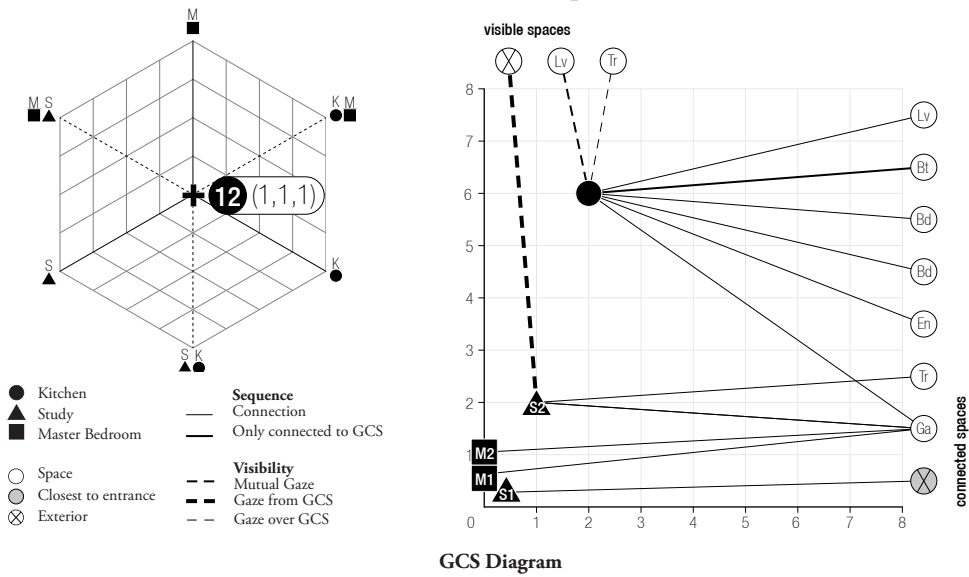 M
M S
K M
12 (1,1,1)
S
K
S K
Kitchen
Study
Master Bedroom
Space
Closest to entrance
Exterior
Sequence
Connection
Only connected to GCS
Visibility
Mutual Gaze
Gaze from GCS
Gaze over GCS
visible spaces
Lv Tr
8
7
6
5
4
3
2
1
0 1 2 3 4 5 6 7 8
S2
M2
M1
S1
Lv
Bt
Bd
Bd
En
Tr
Ga
connected spaces
GCS Diagram